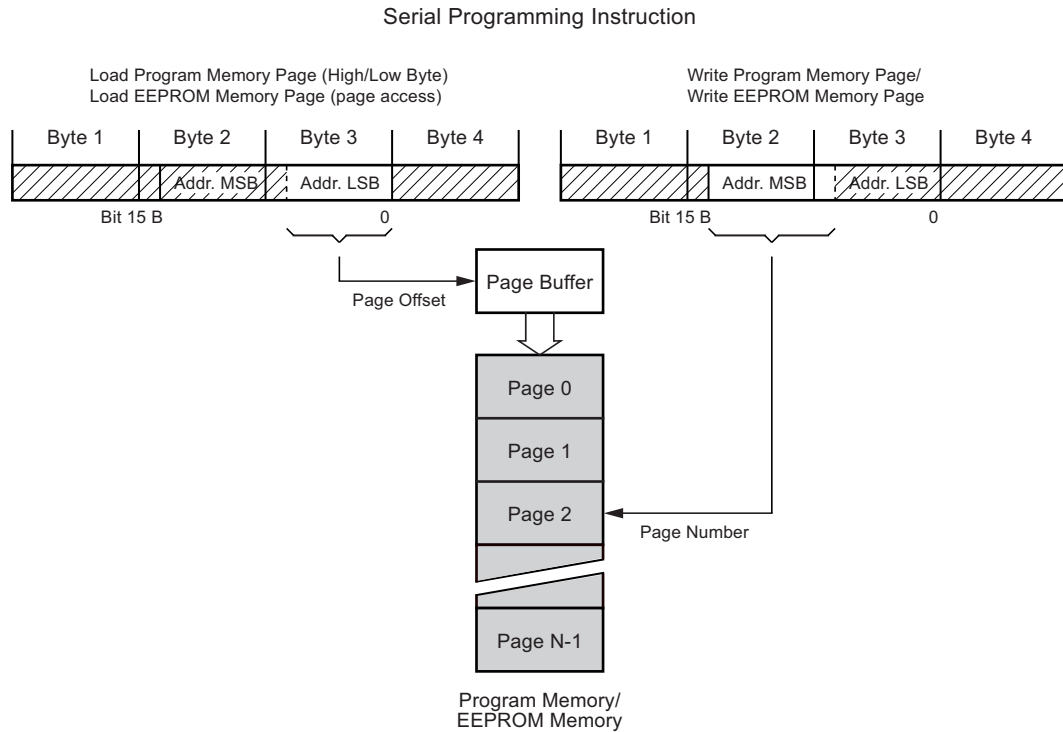 Serial Programming Instruction
Load Program Memory Page (High/Low Byte)
Load EEPROM Memory Page (page access)
Write Program Memory Page/
Write EEPROM Memory Page
Byte 1 Byte 2 Byte 3 Byte 4
Byte 1 Byte 2 Byte 3 Byte 4
Addr. MSB Addr. LSB
Addr. MSB Addr. LSB
Bit 15 B 0
Bit 15 B 0
Page Buffer
Page Offset
Page 0
Page 1
Page 2
Page Number
Page N-1
Program Memory/
EEPROM Memory